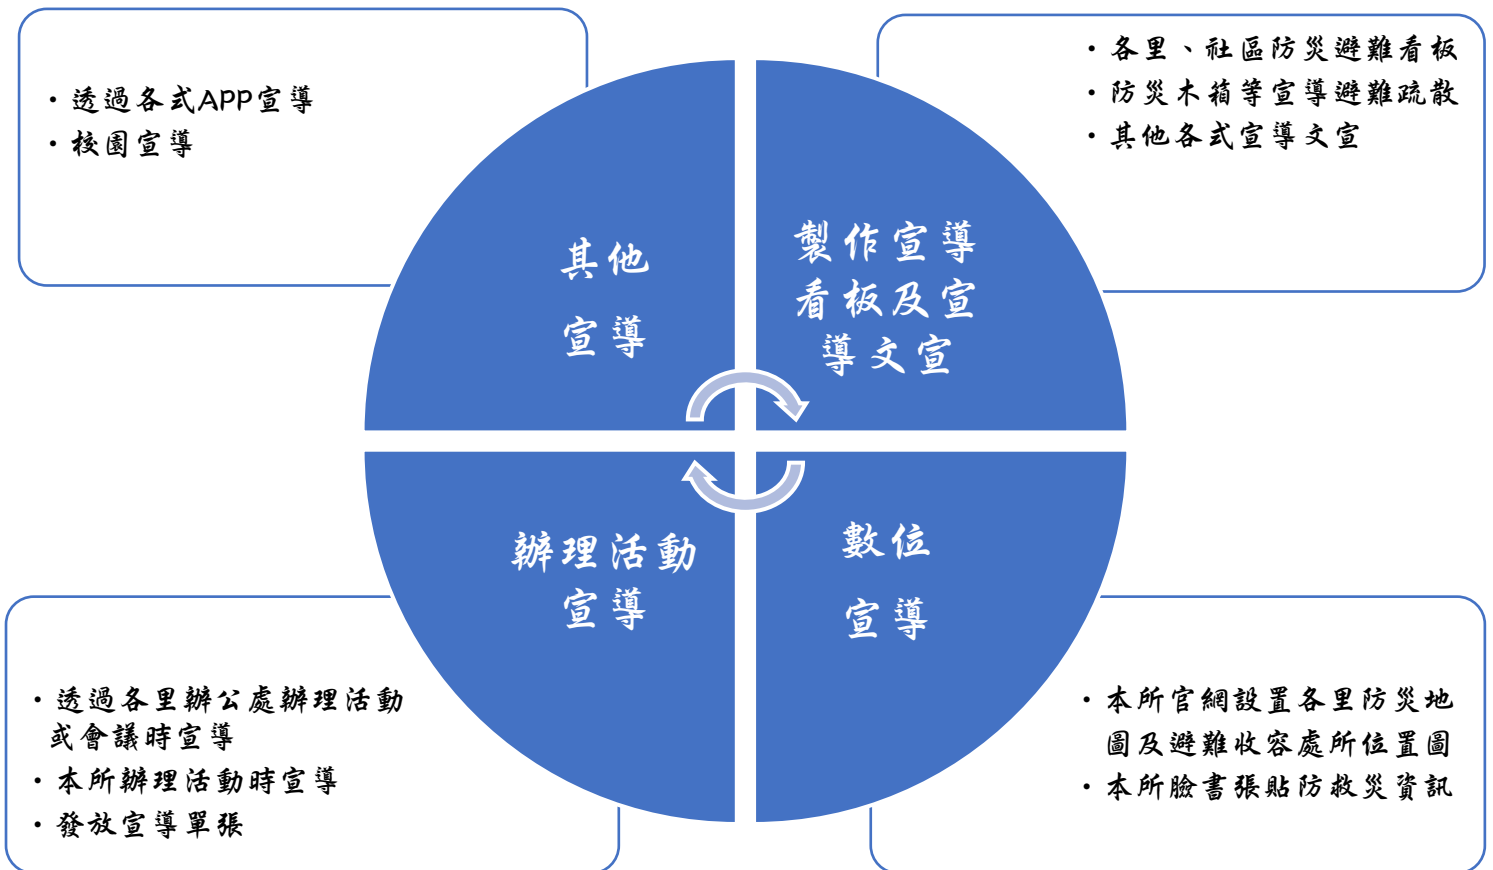 ・透過各式APP宣導
・校園宣導
・各里、社區防災避難看板
・防災木箱等宣導避難疏散
・其他各式宣導文宣
其他
宣導
製作宣導
看板及宣
導文宣
辦理活動
宣導
數位
宣導
・透過各里辦公處辦理活動
或會議時宣導
・本所辦理活動時宣導
・發放宣導單張
・本所官網設置各里防災地
圖及避難收容處所位置圖
・本所臉書張貼防救災資訊